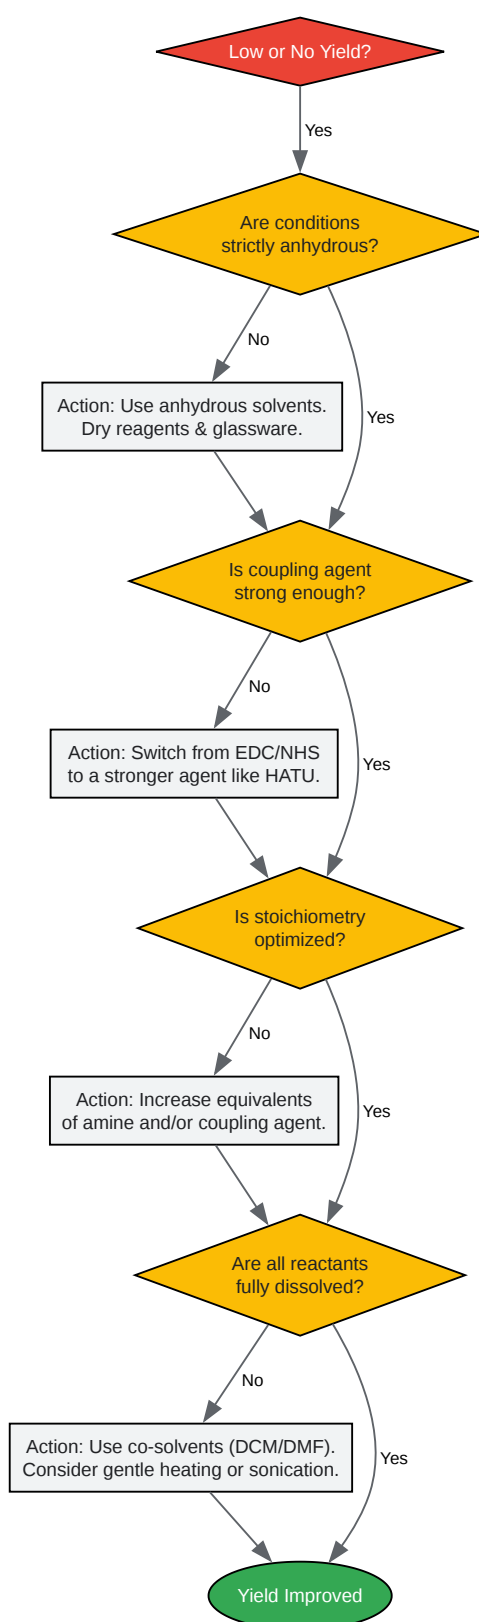 Low or No Yield?
Yes
Are conditions
strictly anhydrous?
No
Action: Use anhydrous solvents.
Dry reagents & glassware.
Yes
Is coupling agent
strong enough?
No
Action: Switch from EDC/NHS
to a stronger agent like HATU.
Yes
Is stoichiometry
optimized?
No
Action: Increase equivalents
of amine and/or coupling agent.
Yes
Are all reactants
fully dissolved?
No
Action: Use co-solvents (DCM/DMF).
Consider gentle heating or sonication.
Yes
Yield Improved